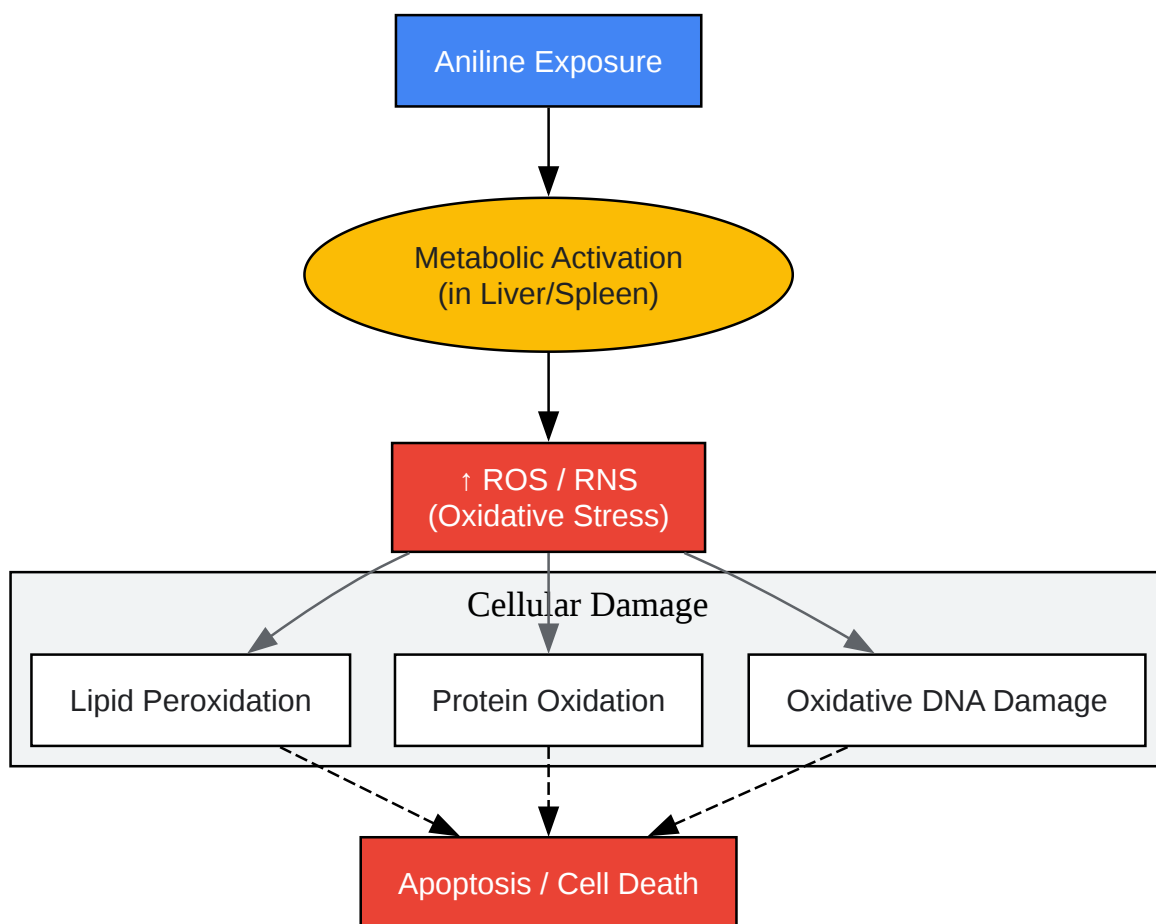 Aniline Exposure
Metabolic Activation
(in Liver/Spleen)
↑ ROS / RNS
(Oxidative Stress)
Cellular Damage
Lipid Peroxidation
Protein Oxidation
Oxidative DNA Damage
Apoptosis / Cell Death